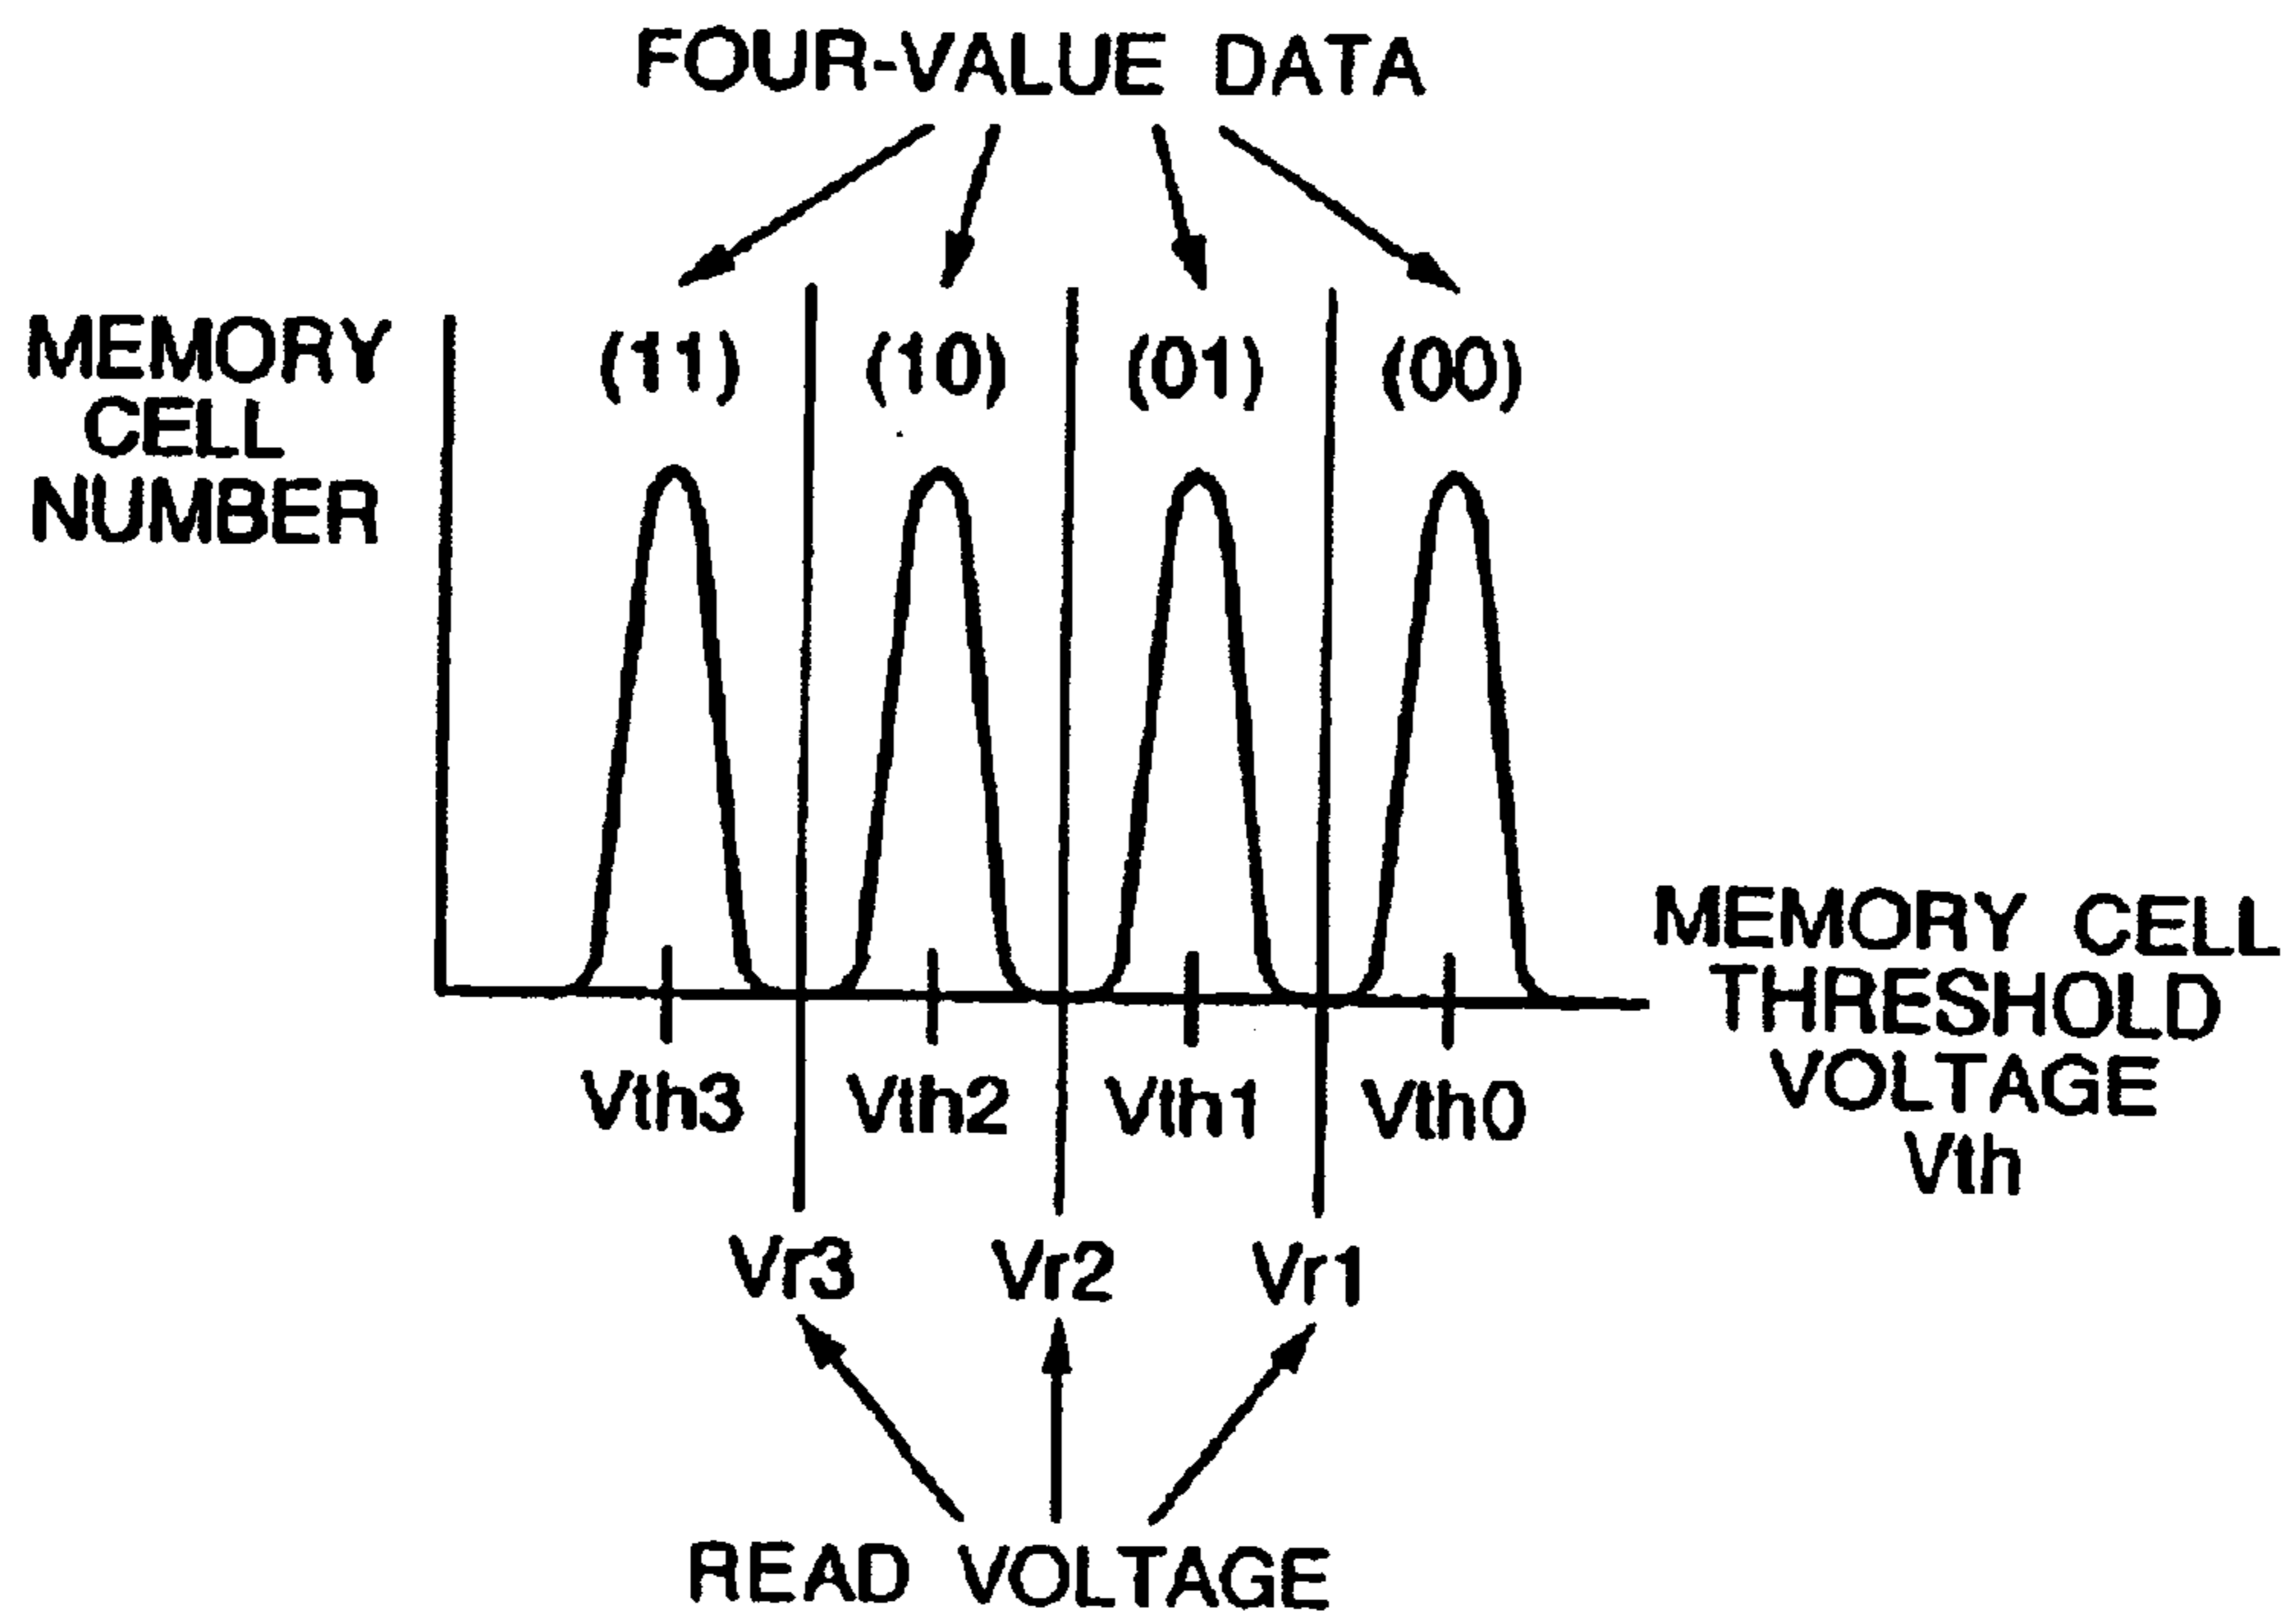 FOUR-VALUE DATA
MEMORY
CELL
NUMBER
(11) (10) (01) (00)
MEMORY CELL
THRESHOLD
VOLTAGE
Vth
Vth3 Vth2 Vth1 Vth0
Vr3 Vr2 Vr1
READ VOLTAGE